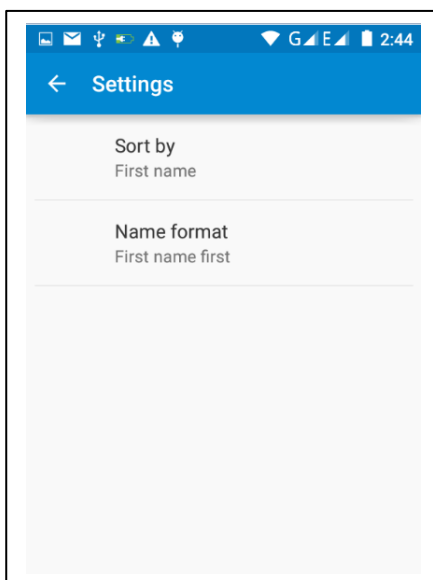 G E 2:44
Settings
Sort by
First name
Name format
First name first